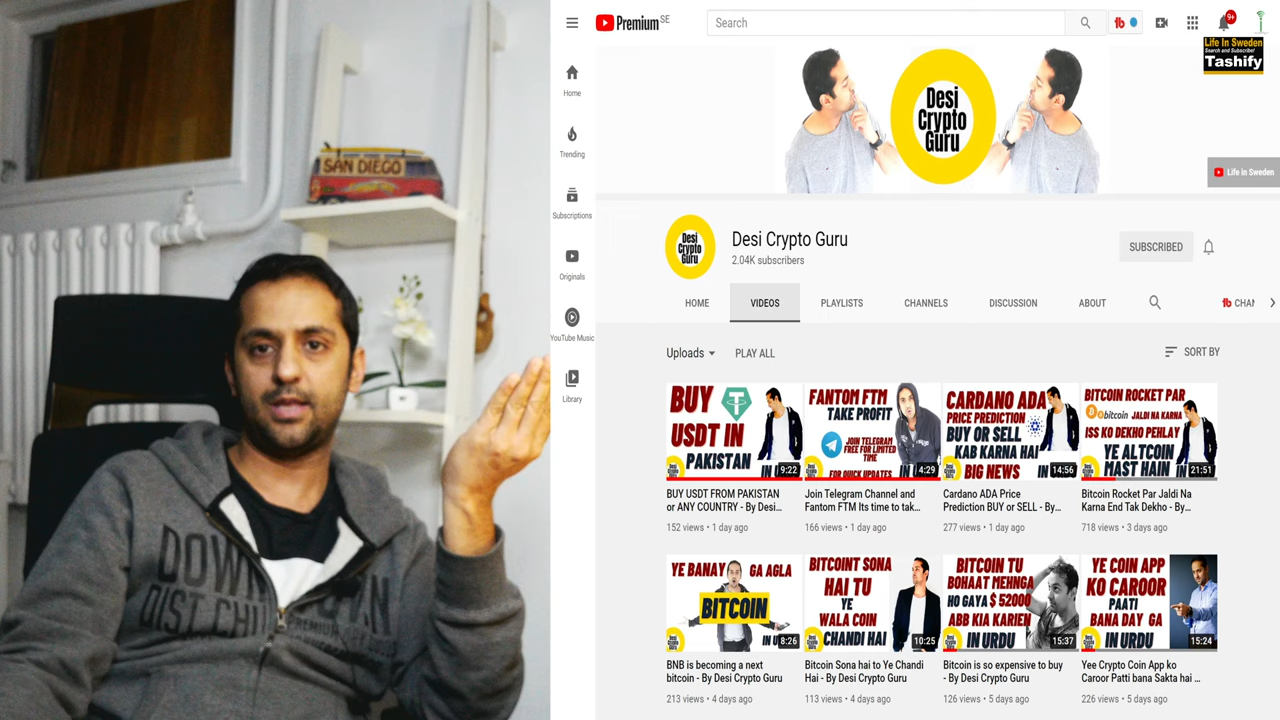 SAN DIEGO
Premium SE
Search
9+
Life In Sweden
Search and Subscribe!
Tashify
Home
Trending
Subscriptions
Originals
YouTube Music
Library
Desi
Crypto
Guru
Life in Sweden
Desi
Crypto
Guru
Desi Crypto Guru
2.04K subscribers
SUBSCRIBED
HOME
VIDEOS
PLAYLISTS
CHANNELS
DISCUSSION
ABOUT
CHAN
Uploads
PLAY ALL
SORT BY
BUY
USDT IN
PAKISTAN
9:22
BUY USDT FROM PAKISTAN
or ANY COUNTRY - By Desi...
152 views • 1 day ago
FANTOM FTM
TAKE PROFIT
JOIN TELEGRAM
FREE FOR LIMITED
TIME
FOR QUICK UPDATES
4:29
Join Telegram Channel and
Fantom FTM Its time to tak...
166 views • 1 day ago
CARDANO ADA
PRICE PREDICTION
BUY OR SELL
KAB KARNA HAI
BIG NEWS
14:56
Cardano ADA Price
Prediction BUY or SELL - By...
277 views • 1 day ago
BITCOIN ROCKET PAR
bitcoin JALDI NA KARNA
ISS KO DEKHO PEHLAY
YE ALTCOIN
MAST HAIN
21:51
Bitcoin Rocket Par Jaldi Na
Karna End Tak Dekho - By...
718 views • 3 days ago
YE BANAY GA AGLA
BITCOIN
8:26
BNB is becoming a next
bitcoin - By Desi Crypto Guru
213 views • 4 days ago
BITCOINT SONA
HAI TU
YE
WALA COIN
CHANDI HAI
10:25
Bitcoin Sona hai to Ye Chandi
Hai - By Desi Crypto Guru
113 views • 4 days ago
BITCOIN TU
BOHAAT MEHNGA
HO GAYA $ 52000
ABB KIA KARIEN
IN URDU
15:37
Bitcoin is so expensive to buy
- By Desi Crypto Guru
126 views • 5 days ago
YE COIN APP
KO CAROOR
PAATI
BANA DAY GA
IN URDU
15:24
Yee Crypto Coin App ko
Caroor Patti bana Sakta hai ...
226 views • 5 days ago